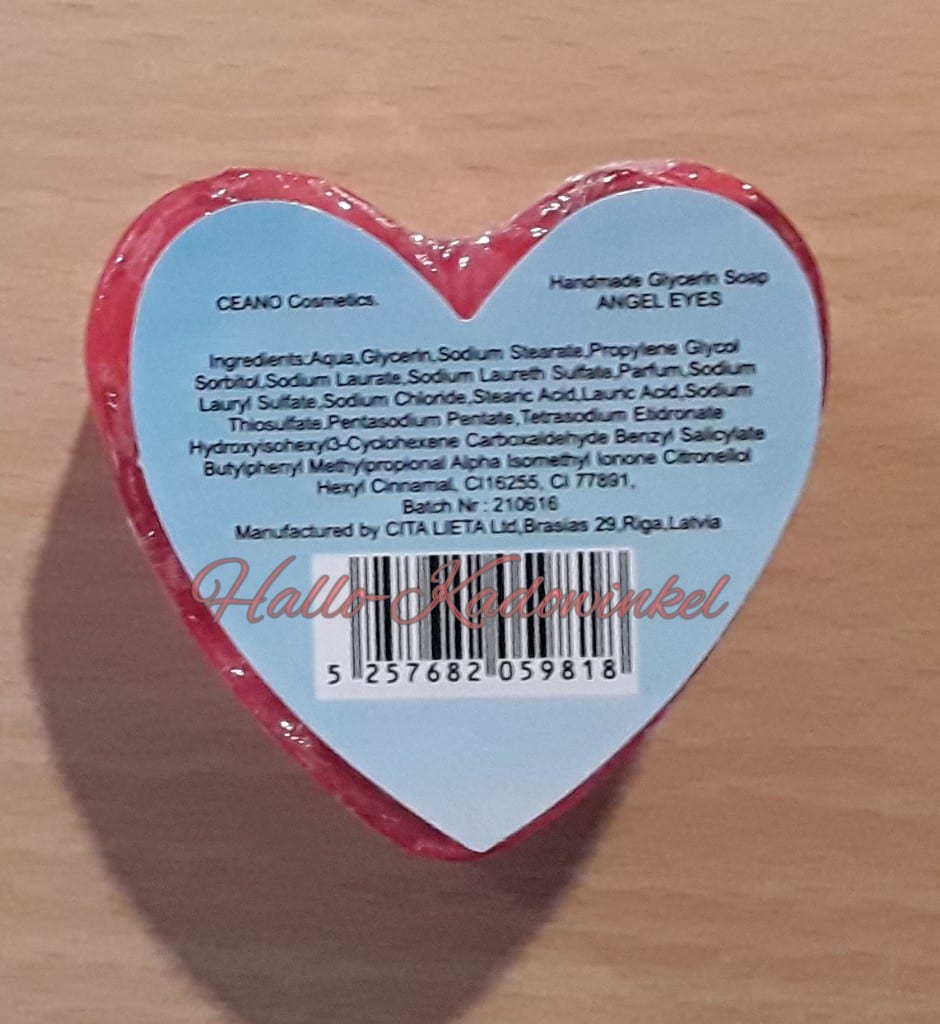 CEANO Cosmetics.
Handmade Glycerin Soap
ANGEL EYES
Ingredients:Aqua,Glycerin,Sodium Stearate,Propylene Glycol
Sorbitol,Sodium Laurate,Sodium Laureth Sulfate,Parfum,Sodium
Lauryl Sulfate,Sodium Chloride,Stearic Acid,Lauric Acid,Sodium
Thiosulfate,Pentasodium Pentate,Tetrasodium Etidronate
Hydroxyisohexyl3-Cyclohexene Carboxaldehyde Benzyl Salicylate
Butylphenyl Methylpropional Alpha Isomethyl Ionone Citronellol
Hexyl Cinnamal, CI16255, CI 77891,
Batch Nr : 210616
Manufactured by CITA LIETA Ltd,Brasias 29,Riga,Latvia
Hallo Kadowinkel
5 257682 059818